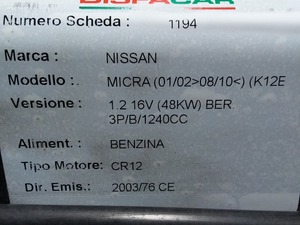 DISPACAR
Numero Scheda : 1194
Marca : NISSAN
Modello : MICRA (01/02>08/10<) (K12E
Versione : 1.2 16V (48KW) BER
3P/B/1240CC
Aliment. : BENZINA
Tipo Motore: CR12
Dir. Emis.: 2003/76 CE